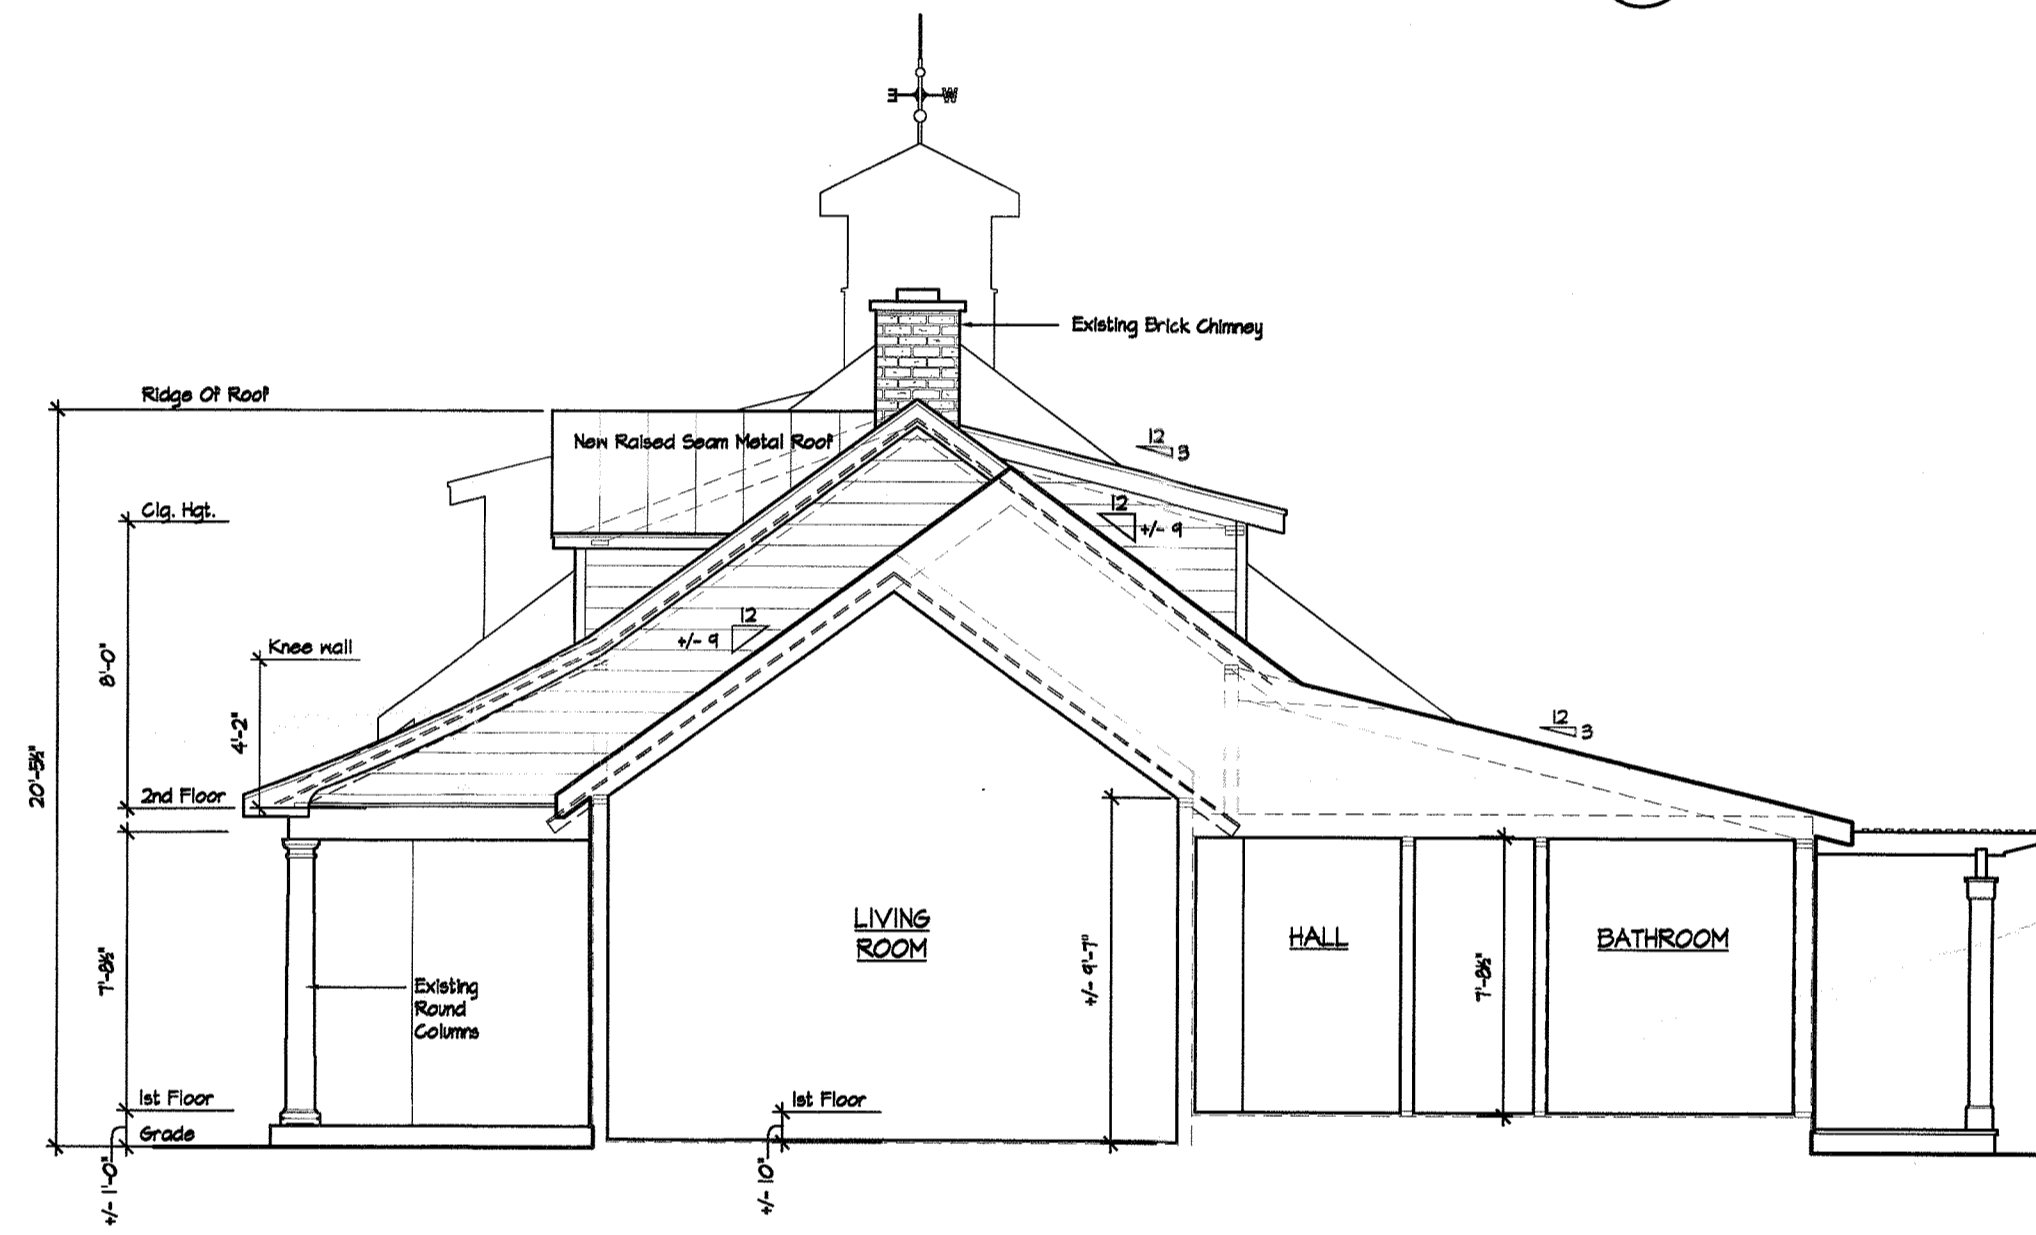 E W
Existing Brick Chimney
Ridge Of Roof
New Raised Seam Metal Roof
12
3
Clg. Hgt.
12
+/- 9
12
+/- 9
Knee wall
8'-0"
4'-2"
12
3
20'-5½"
2nd Floor
LIVING
ROOM
HALL
BATHROOM
+/- 9'-7"
7'-8½"
7'-8½"
Existing
Round
Columns
1st Floor
1st Floor
Grade
+/- 1'-0"
+/- 10"